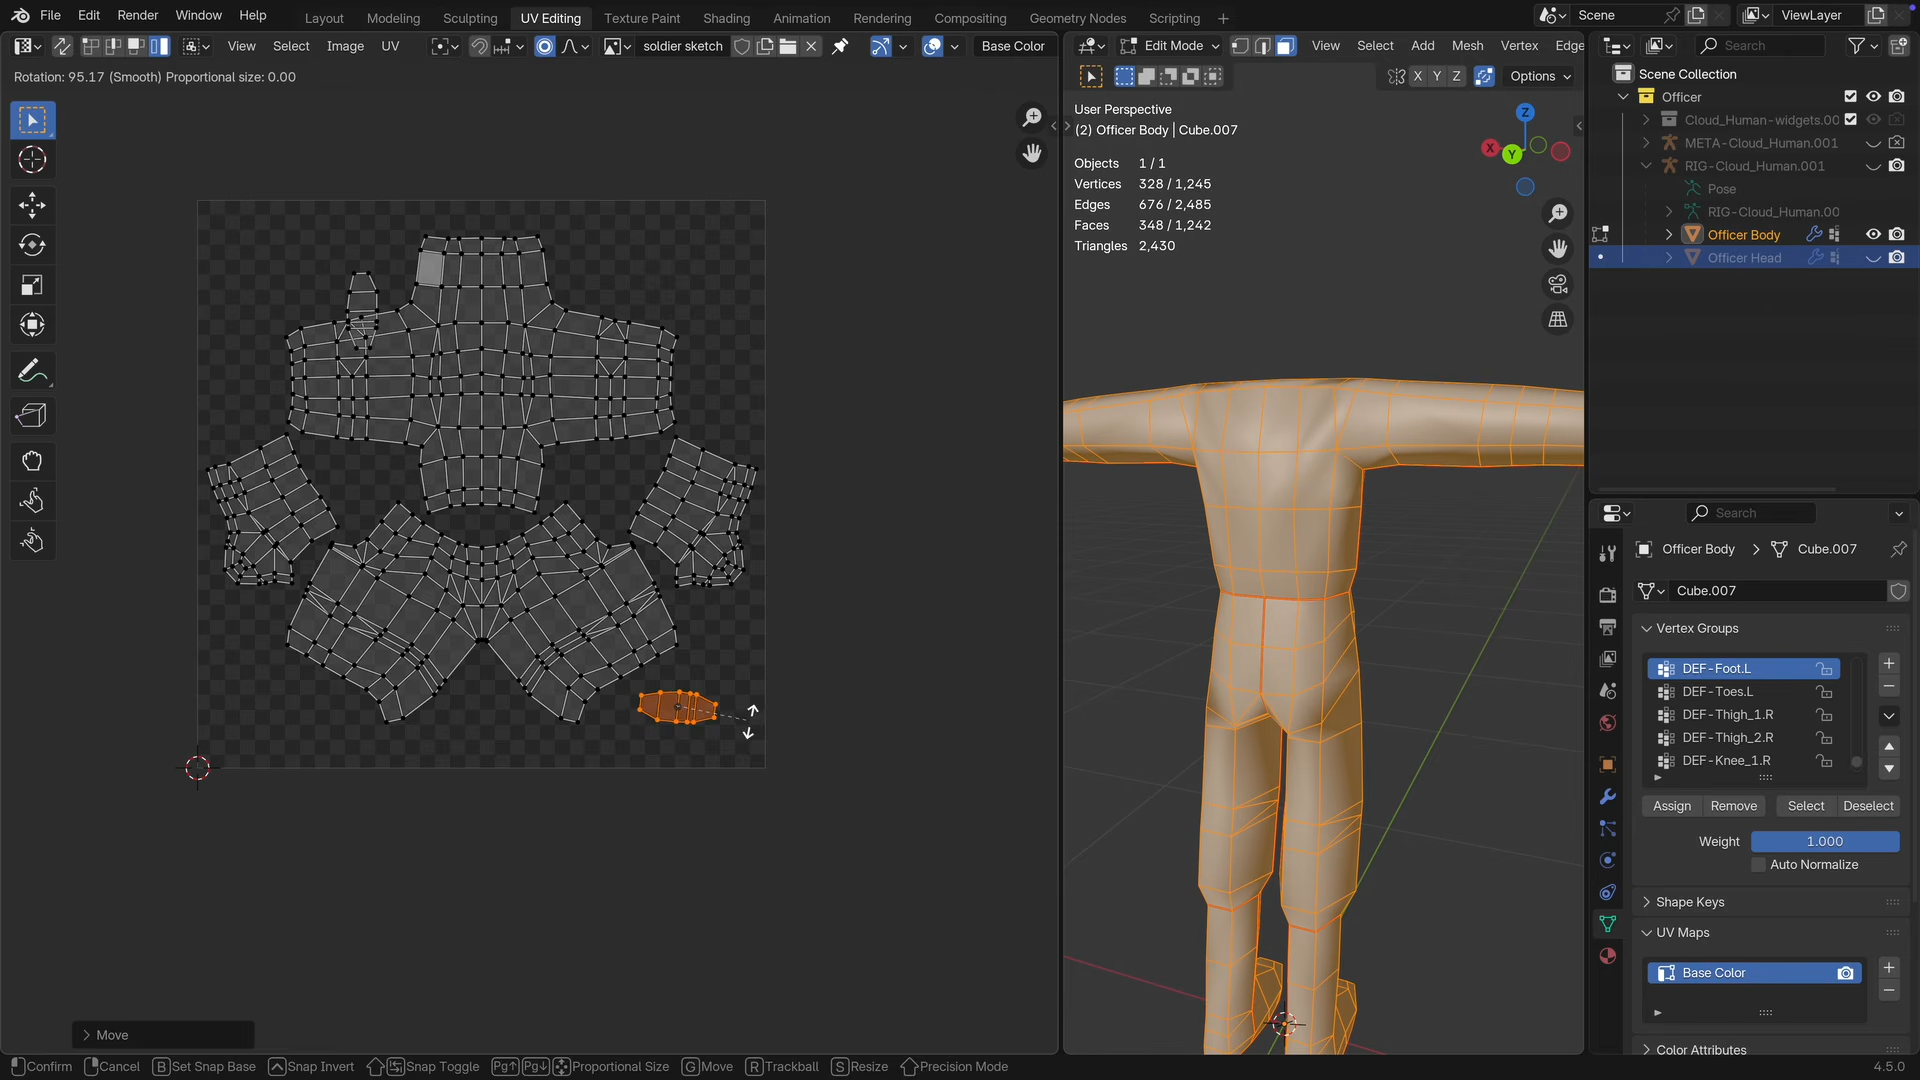 File Edit Render Window Help Layout Modeling Sculpting UV Editing Texture Paint Shading Animation Rendering Compositing Geometry Nodes Scripting + Scene ViewLayer
View Select Image UV soldier sketch Base Color Edit Mode View Select Add Mesh Vertex Edge Search
Rotation: 95.17 (Smooth) Proportional size: 0.00
X Y Z Options
Scene Collection
Officer
Cloud_Human-widgets.00
META-Cloud_Human.001
RIG-Cloud_Human.001
Pose
RIG-Cloud_Human.00
Officer Body
Officer Head
User Perspective
(2) Officer Body | Cube.007
Objects 1 / 1
Vertices 328 / 1,245
Edges 676 / 2,485
Faces 348 / 1,242
Triangles 2,430
Z
X
Y
Search
Officer Body > Cube.007
Cube.007
Vertex Groups
DEF-Foot.L
DEF-Toes.L
DEF-Thigh_1.R
DEF-Thigh_2.R
DEF-Knee_1.R
Assign Remove Select Deselect
Weight 1.000
Auto Normalize
Shape Keys
UV Maps
Base Color
Color Attributes
Move
Confirm Cancel B Set Snap Base Snap Invert Snap Toggle Pg↑ Pg↓ Proportional Size G Move R Trackball S Resize Precision Mode 4.5.0